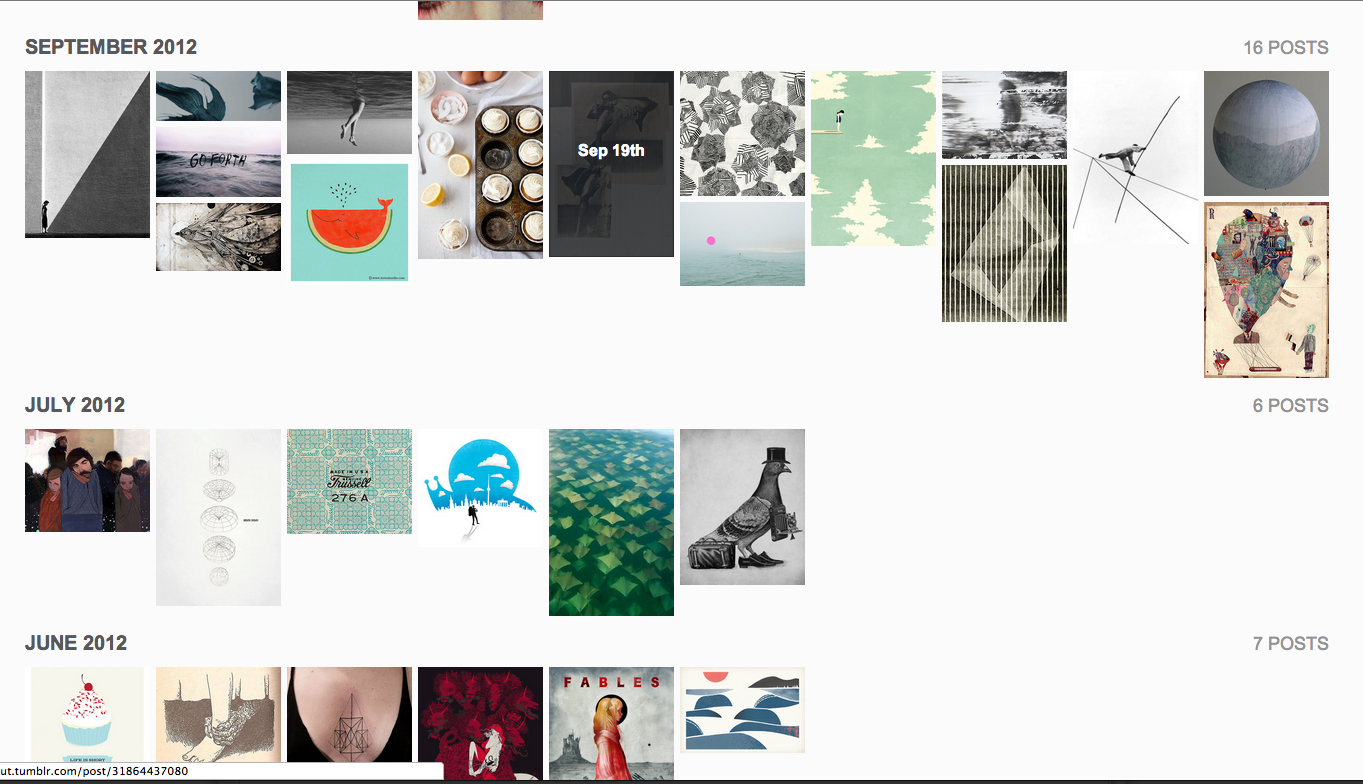 SEPTEMBER 2012
16 POSTS
GO FORTH
Sep 19th
R
JULY 2012
6 POSTS
MADE IN U.S.A
Trussell
276 A
JUNE 2012
7 POSTS
FABLES
LIFE IS SHORT
ut.tumblr.com/post/31864437080